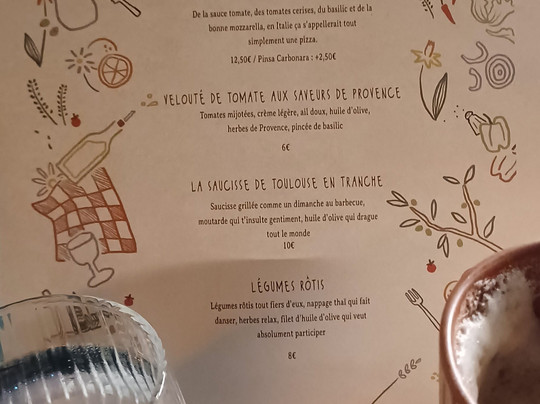 De la sauce tomate, des tomates cerises, du basilic et de la
bonne mozzarella, en Italie ça s'appellerait tout
simplement une pizza.
12,50€ / Pinsa Carbonara : +2,50€
VELOUTÉ DE TOMATE AUX SAVEURS DE PROVENCE
Tomates mijotées, crème légère, ail doux, huile d'olive,
herbes de Provence, pincée de basilic
6€
LA SAUCISSE DE TOULOUSE EN TRANCHE
Saucisse grillée comme un dimanche au barbecue,
moutarde qui t'insulte gentiment, huile d'olive qui drague
tout le monde
10€
LÉGUMES RÔTIS
Légumes rôtis tout fiers d'eux, nappage thaï qui fait
danser, herbes relax, filet d'huile d'olive qui veut
absolument participer
8€